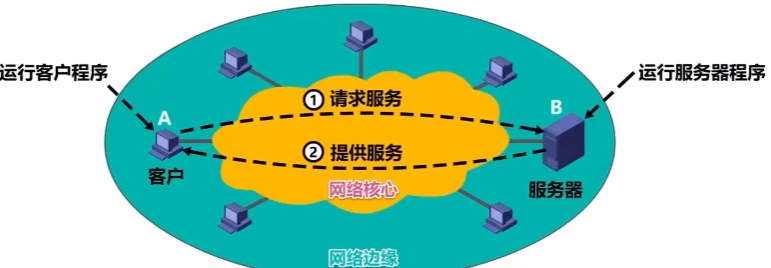 运行客户程序
运行服务器程序
A
B
① 请求服务
② 提供服务
客户
服务器
网络核心
网络边缘